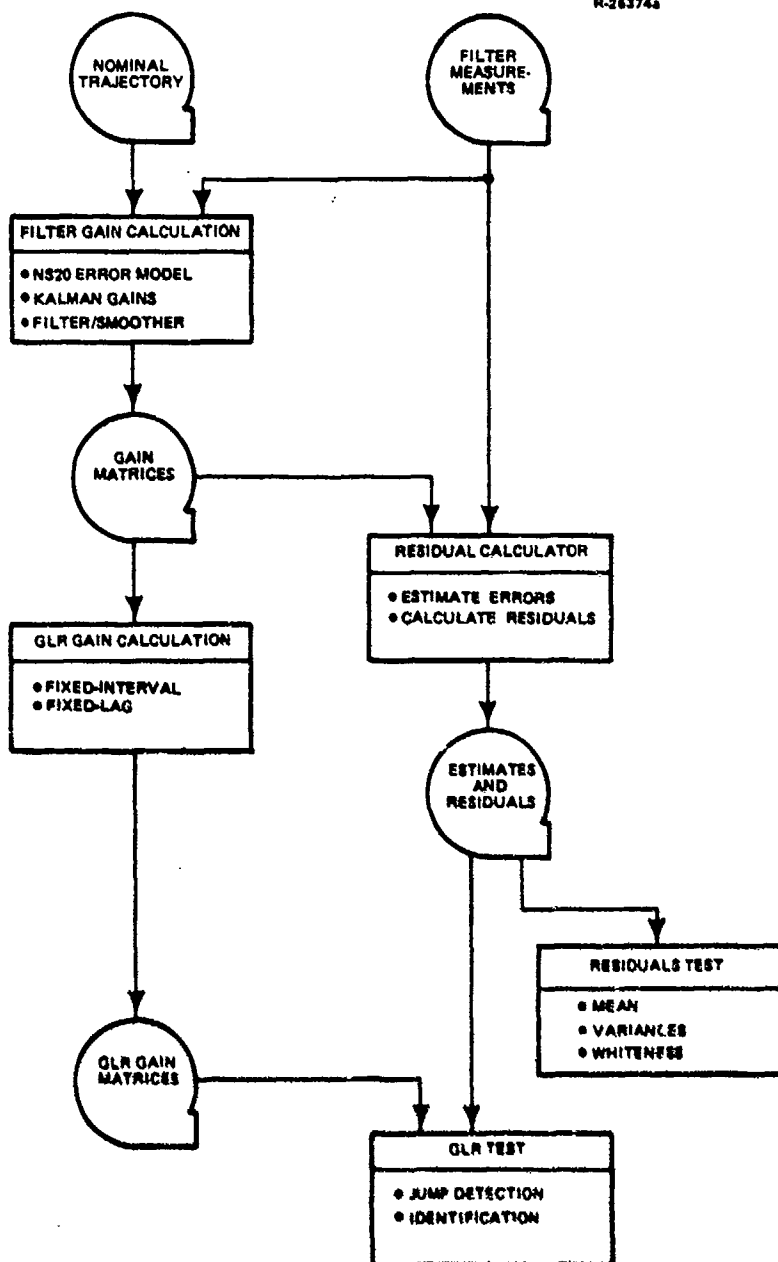 R-26374a
NOMINAL
TRAJECTORY
FILTER
MEASURE-
MENTS
FILTER GAIN CALCULATION
• NS20 ERROR MODEL
• KALMAN GAINS
• FILTER/SMOOTHER
GAIN
MATRICES
RESIDUAL CALCULATOR
• ESTIMATE ERRORS
• CALCULATE RESIDUALS
GLR GAIN CALCULATION
• FIXED-INTERVAL
• FIXED-LAG
ESTIMATES
AND
RESIDUALS
RESIDUALS TEST
• MEAN
• VARIANCES
• WHITENESS
GLR GAIN
MATRICES
GLR TEST
• JUMP DETECTION
• IDENTIFICATION